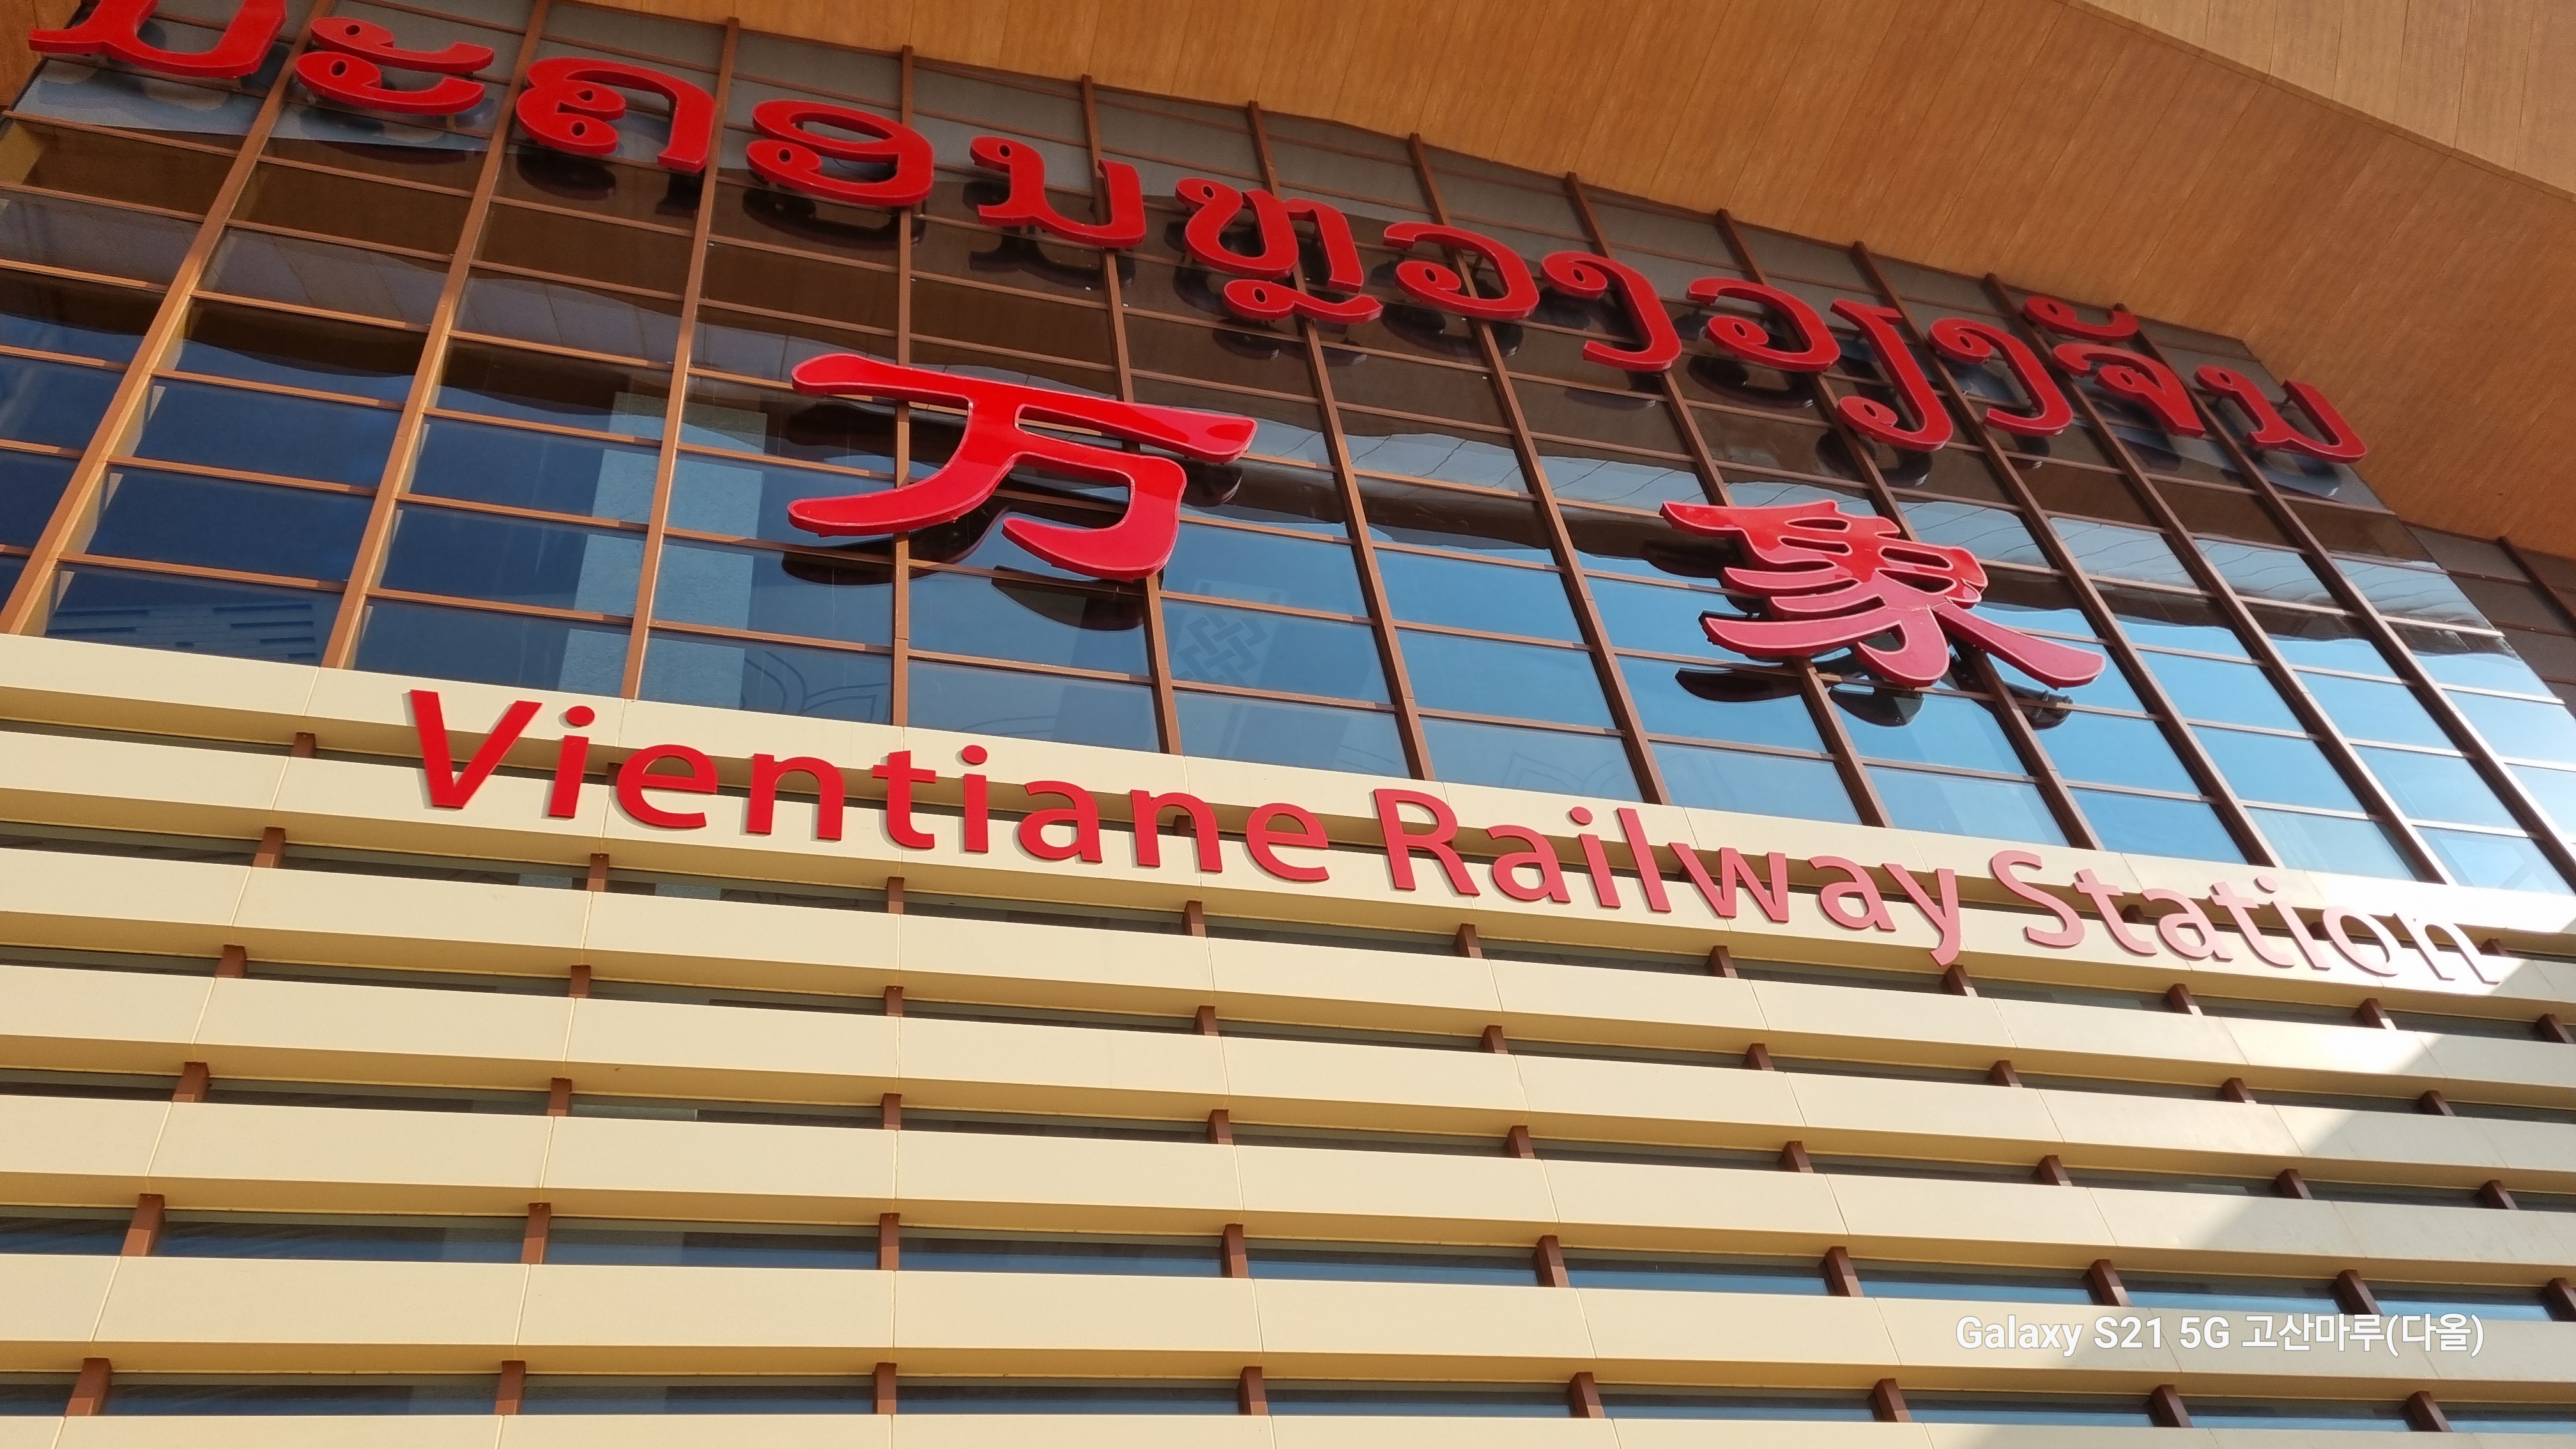 ນະຄອນຫຼວງວຽງຈັນ
万象
Vientiane Railway Station
Galaxy S21 5G 고산마루(다올)